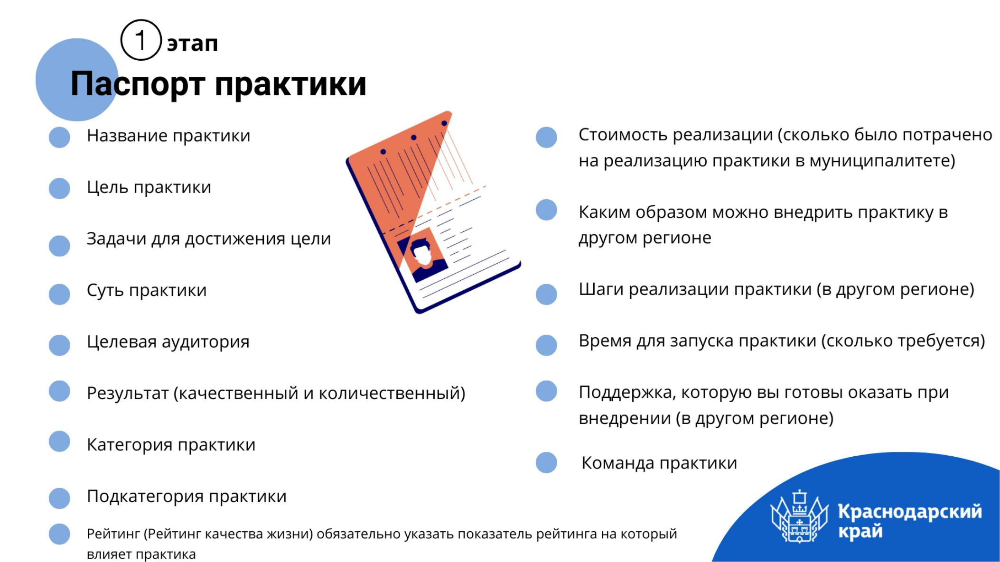 1 этап
Паспорт практики
Название практики
Цель практики
Задачи для достижения цели
Суть практики
Целевая аудитория
Результат (качественный и количественный)
Категория практики
Подкатегория практики
Рейтинг (Рейтинг качества жизни) обязательно указать показатель рейтинга на который
влияет практика
Стоимость реализации (сколько было потрачено
на реализацию практики в муниципалитете)
Каким образом можно внедрить практику в
другом регионе
Шаги реализации практики (в другом регионе)
Время для запуска практики (сколько требуется)
Поддержка, которую вы готовы оказать при
внедрении (в другом регионе)
Команда практики
Краснодарский
край